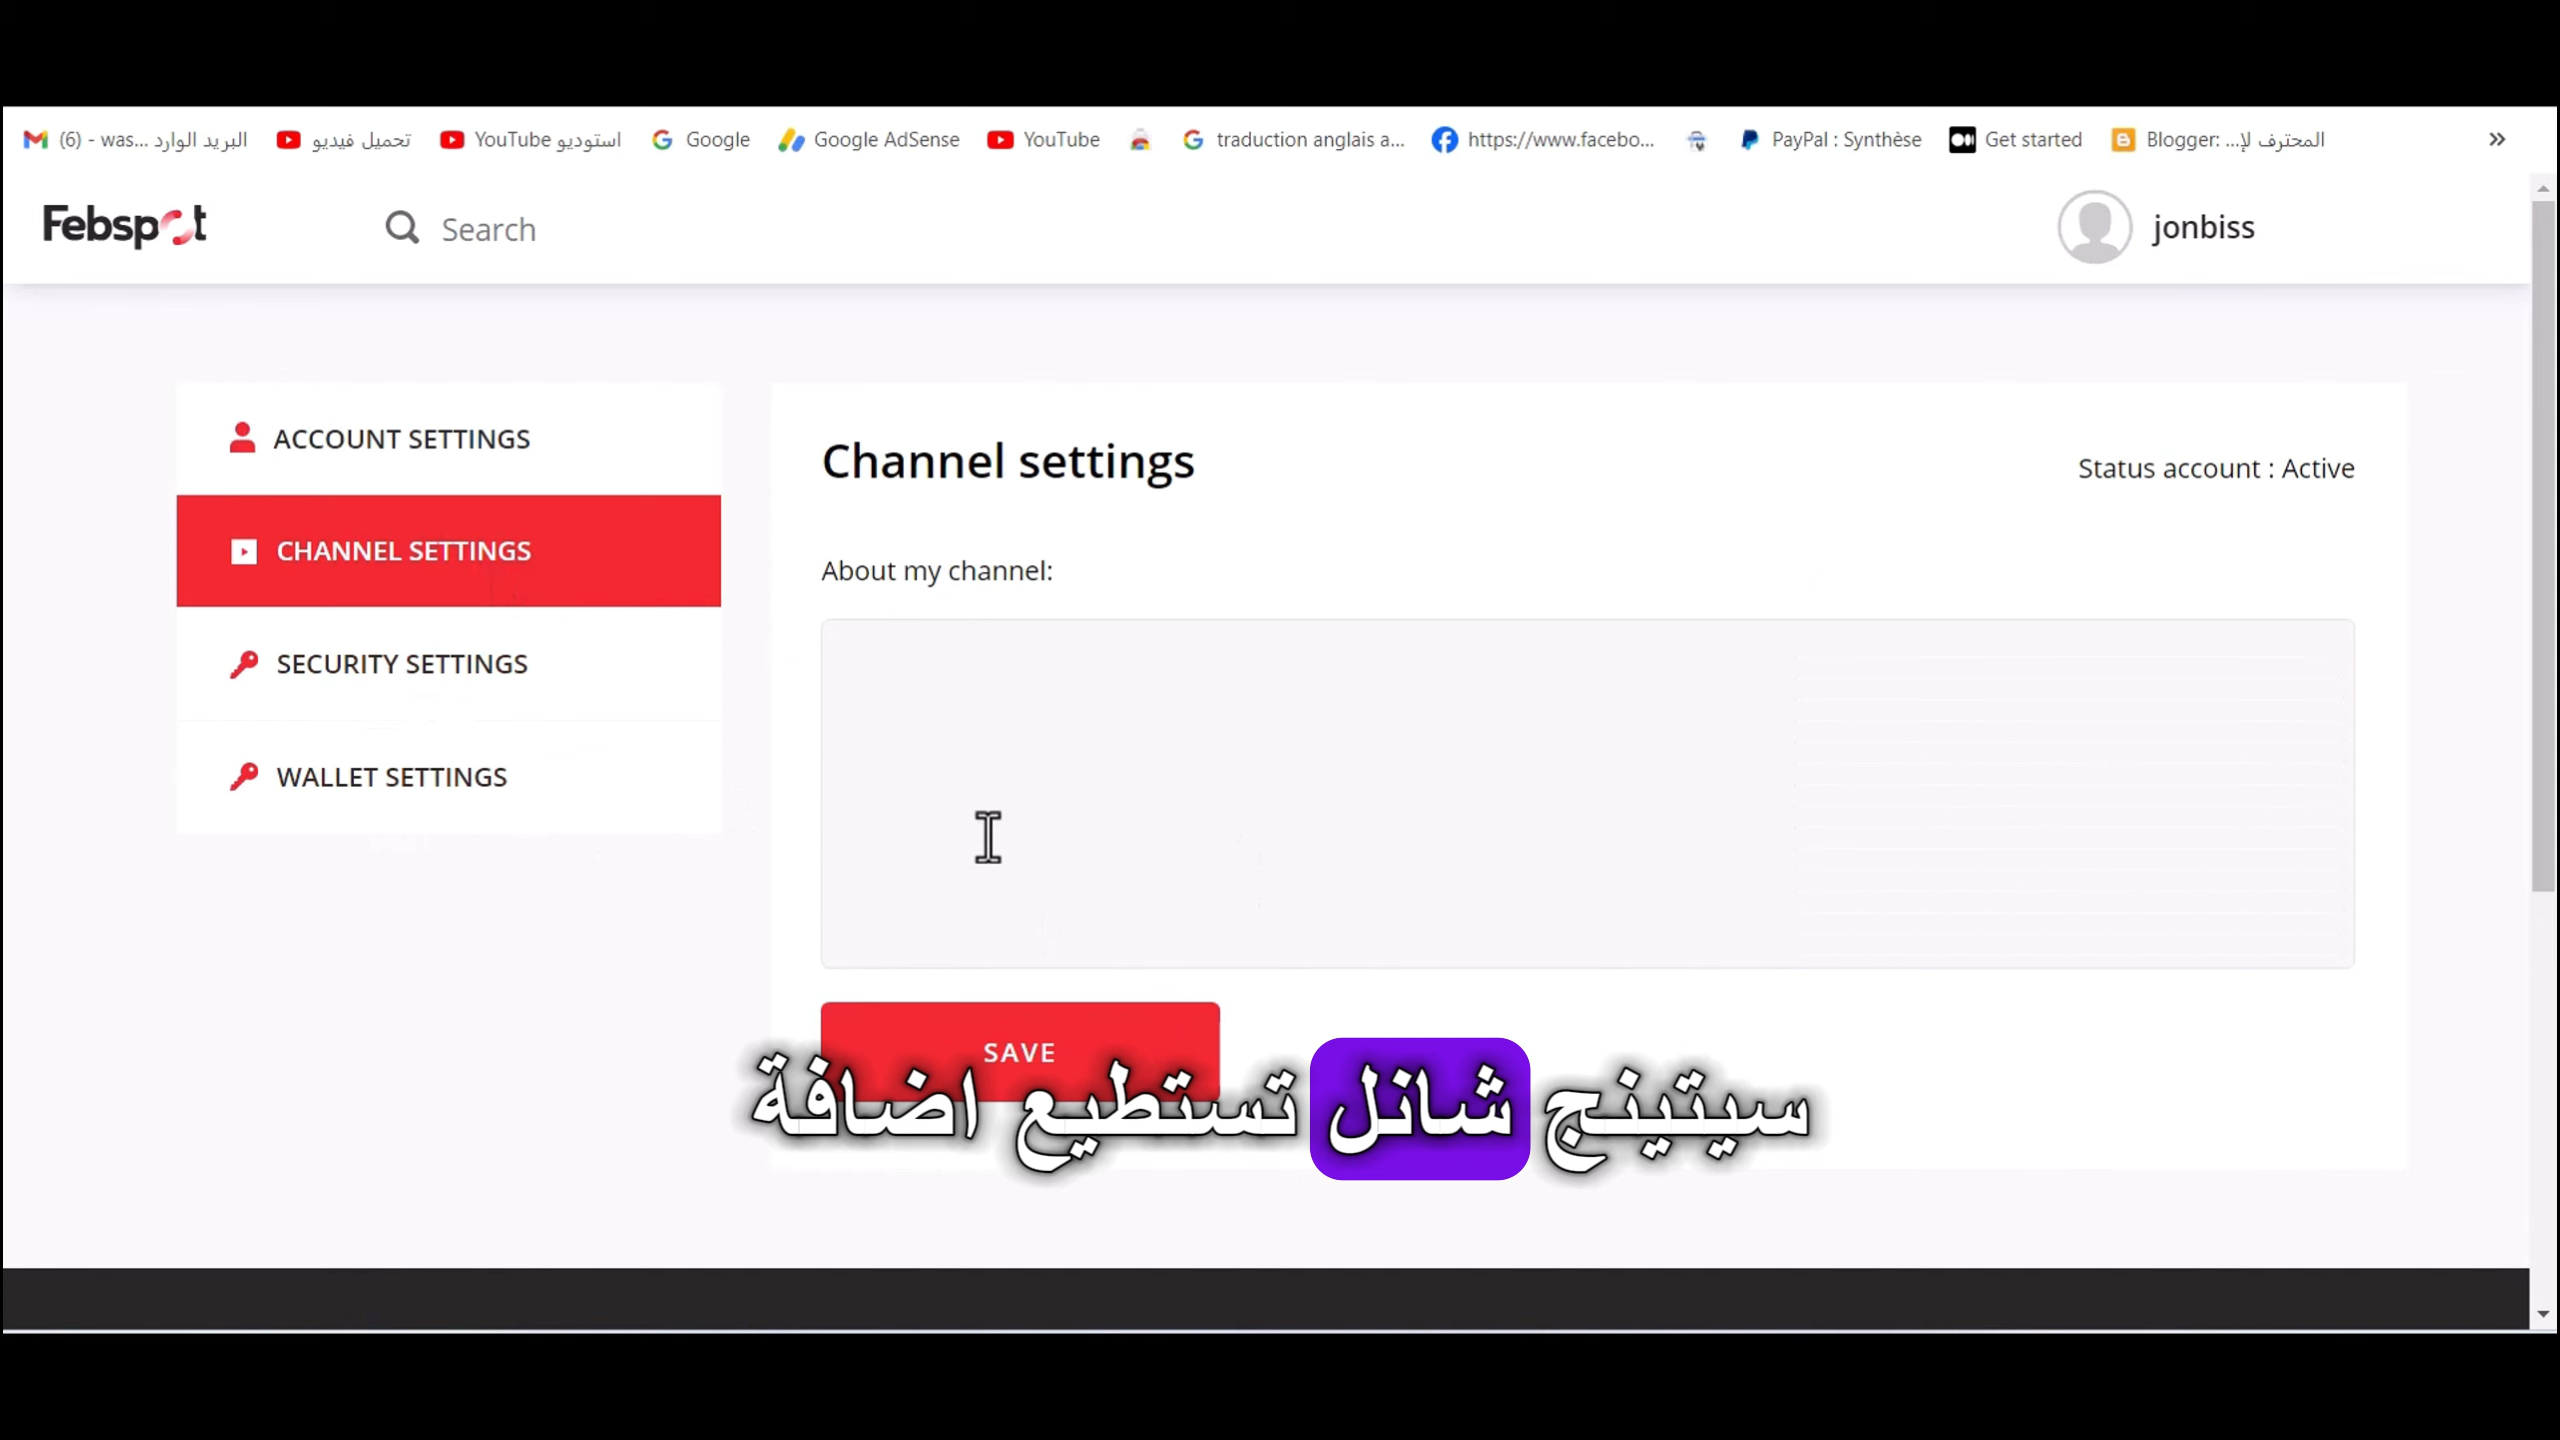 (6) - was... البريد الوارد
تحميل فيديو
YouTube استوديو
Google
Google AdSense
YouTube
traduction anglais a...
https://www.facebo...
PayPal : Synthèse
Get started
Blogger: ...المحترف لإ
Febspot
Search
jonbiss
ACCOUNT SETTINGS
CHANNEL SETTINGS
SECURITY SETTINGS
WALLET SETTINGS
Channel settings
Status account : Active
About my channel:
SAVE
سيتينج شانل تستطيع اضافة